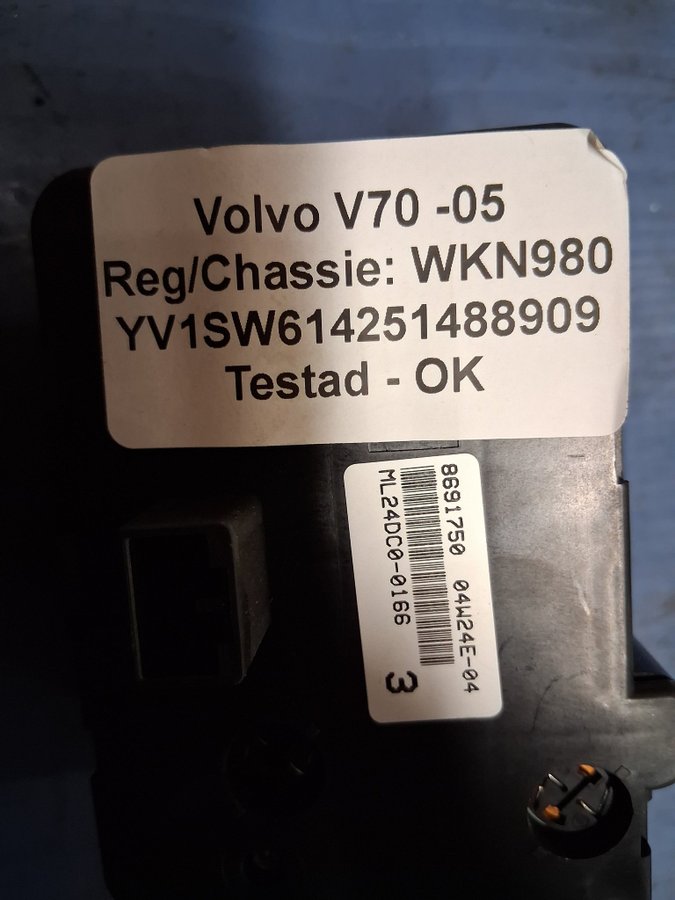 Volvo V70 -05
Reg/Chassie: WKN980
YV1SW614251488909
Testad - OK
8691750 04W24E-04
ML24DC0-0166 3